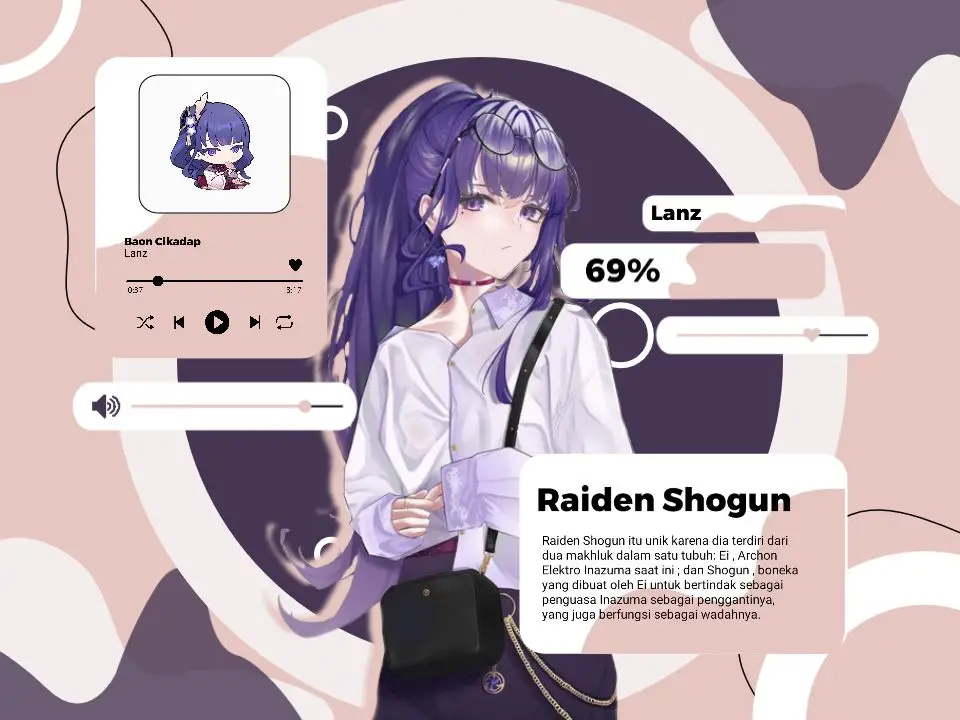 Baon Cikadap
Lanz
0:37
3:17
Lanz
69%
Raiden Shogun
Raiden Shogun itu unik karena dia terdiri dari
dua makhluk dalam satu tubuh: Ei , Archon
Elektro Inazuma saat ini ; dan Shogun , boneka
yang dibuat oleh Ei untuk bertindak sebagai
penguasa Inazuma sebagai penggantinya,
yang juga berfungsi sebagai wadahnya.